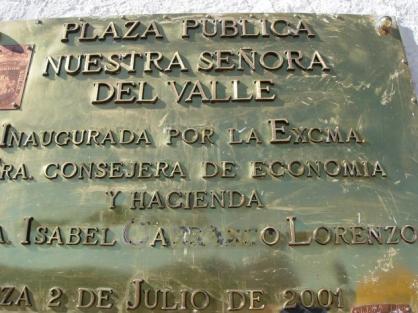 PLAZA PÚBLICA
NUESTRA SEÑORA
DEL VALLE
INAUGURADA POR LA EXCMA.
RA. CONSEJERA DE ECONOMIA
Y HACIENDA
A. ISABEL CARRASCO LORENZO
ZA 2 DE JULIO DE 2001